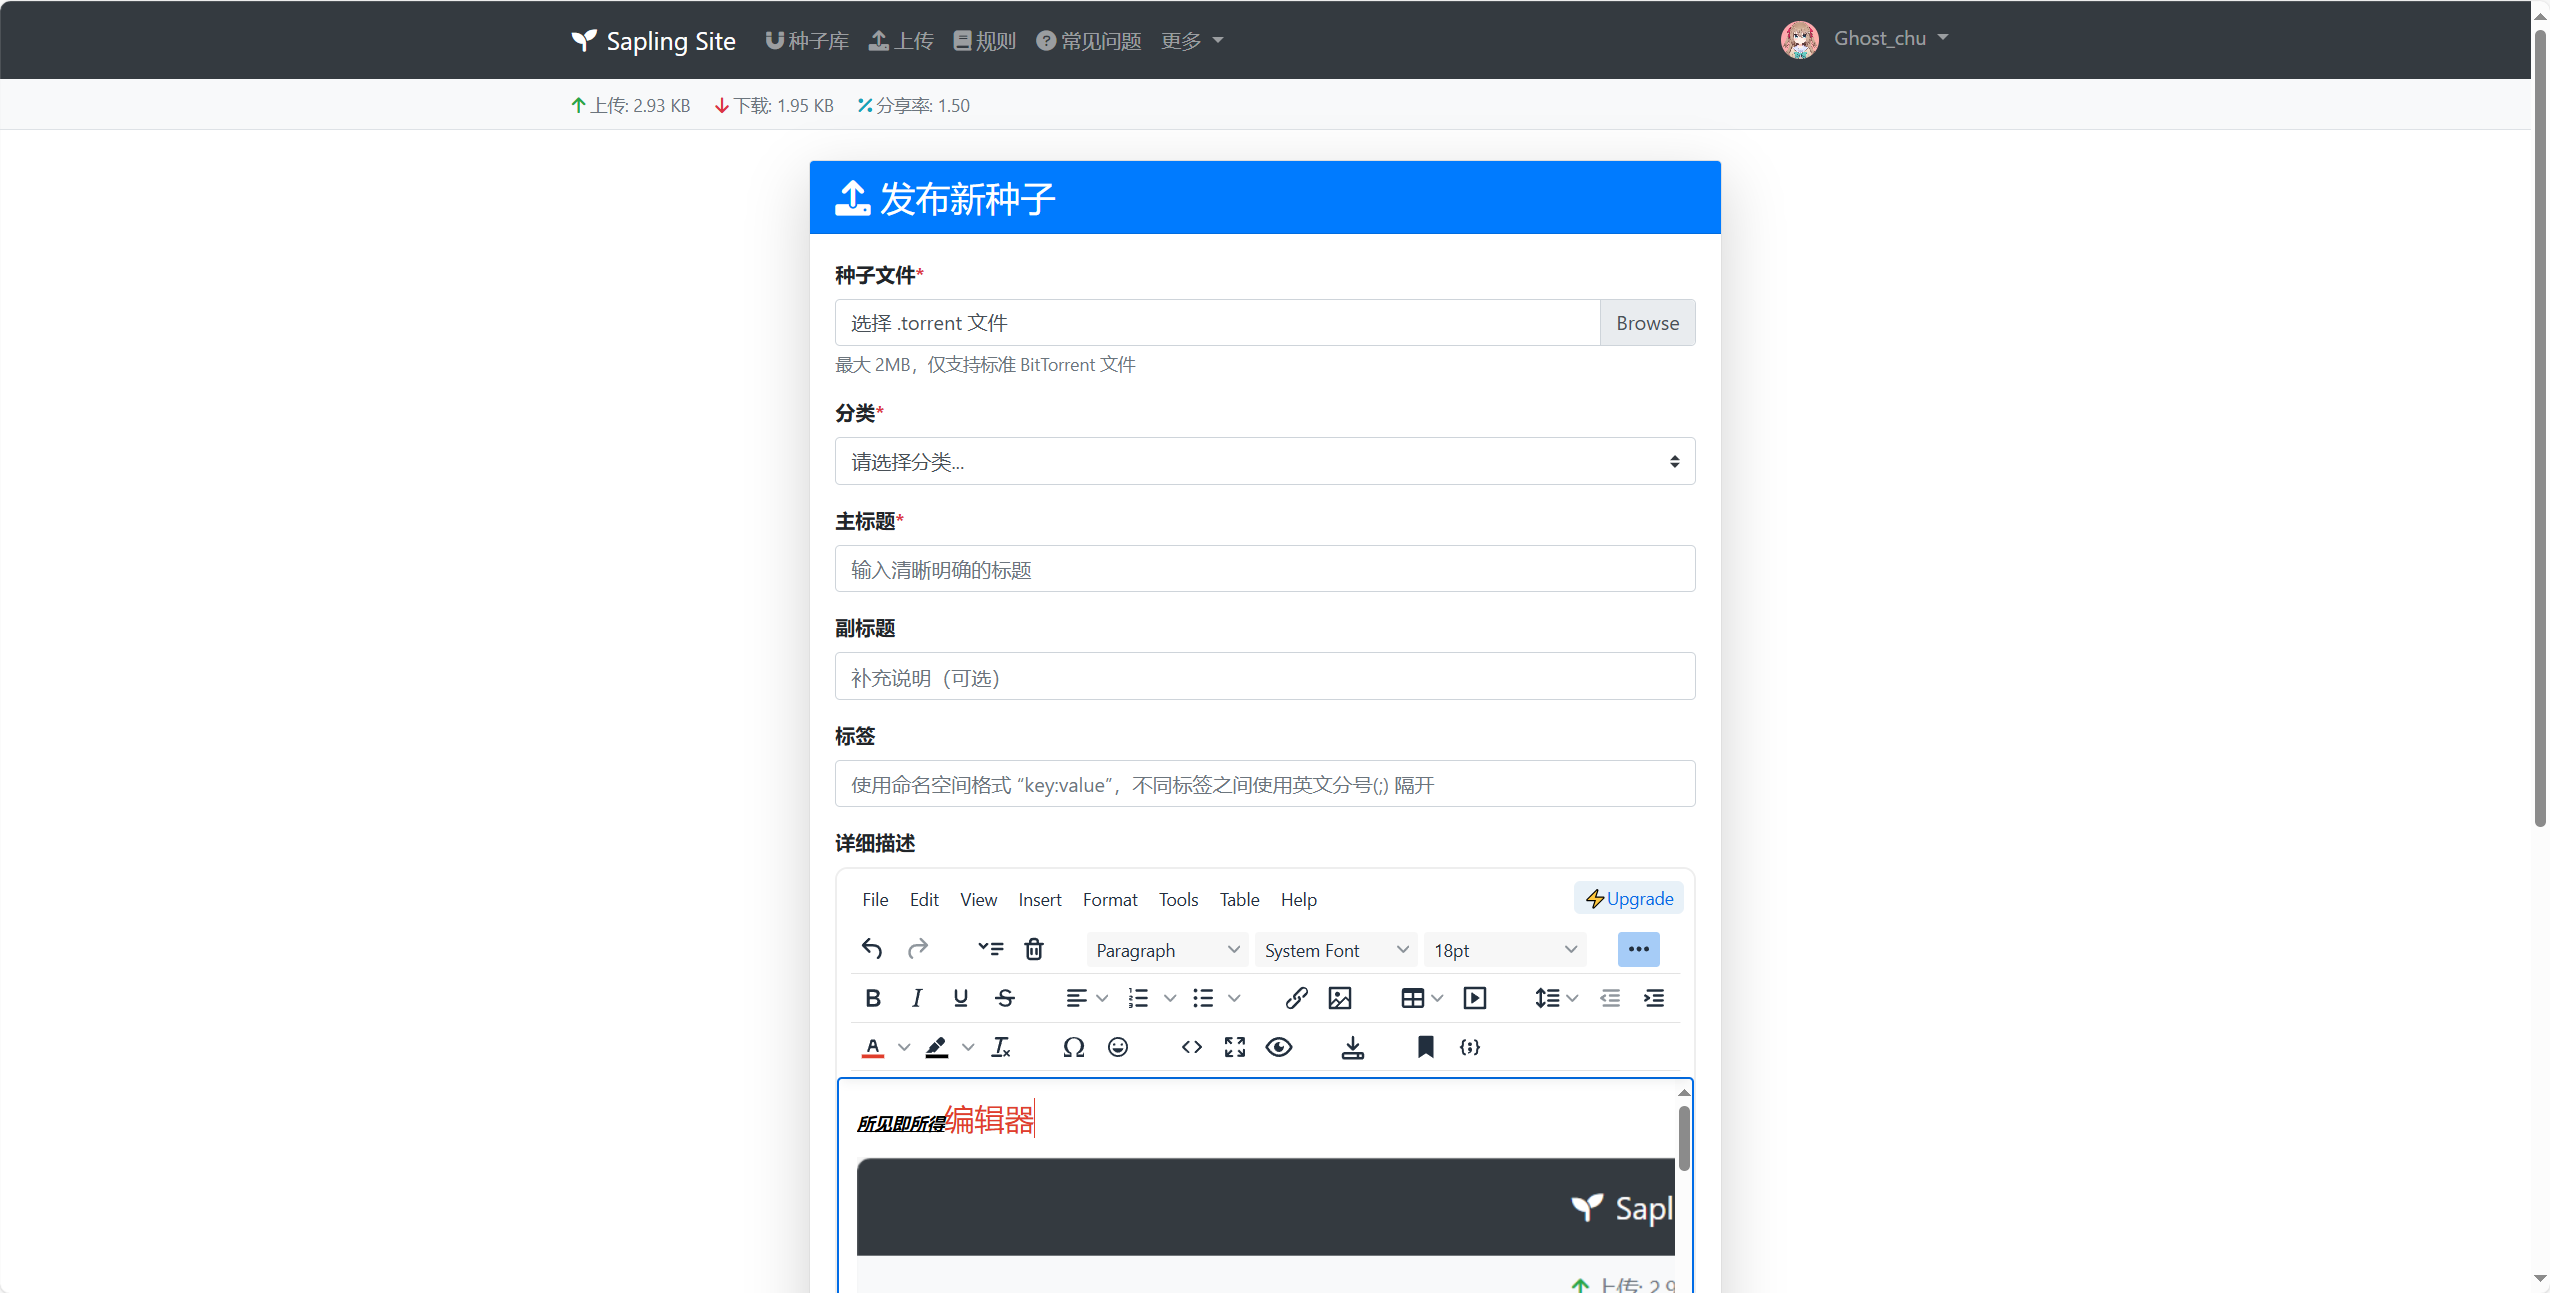 Sapling Site 种子库 上传 规则 常见问题 更多 Ghost_chu
上传: 2.93 KB 下载: 1.95 KB 分享率: 1.50
发布新种子
种子文件*
选择 .torrent 文件 Browse
最大 2MB，仅支持标准 BitTorrent 文件
分类*
请选择分类...
主标题*
输入清晰明确的标题
副标题
补充说明（可选）
标签
使用命名空间格式 “key:value”，不同标签之间使用英文分号(;) 隔开
详细描述
File Edit View Insert Format Tools Table Help ⚡Upgrade
Paragraph System Font 18pt
所见即所得编辑器
Sapl
上传: 2.9